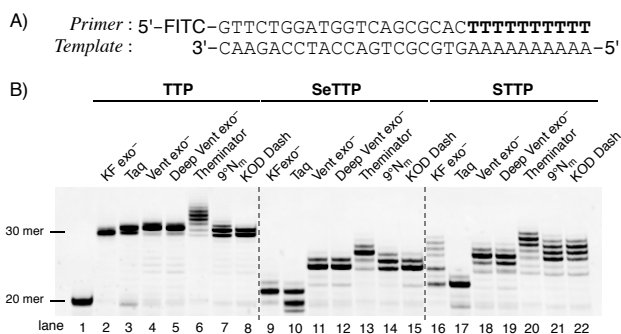 A)
Primer : 5'-FITC-GTTCTGGATGGTCAGCGCACTTTTTTTTTT
Template : 3'-CAAGACCTACCAGTCGCGTGAAAAAAAAAA-5'
B)
TTP SeTTP STTP
KF exo⁻ Taq Vent exo⁻ Deep Vent exo⁻ Theminator 9°Nₘ KOD Dash KFexo⁻ Taq Vent exo⁻ Deep Vent exo⁻ Theminator 9°Nₘ KOD Dash KF exo⁻ Taq Vent exo⁻ Deep Vent exo⁻ Theminator 9°Nₘ KOD Dash
30 mer
20 mer
lane 1 2 3 4 5 6 7 8 9 10 11 12 13 14 15 16 17 18 19 20 21 22